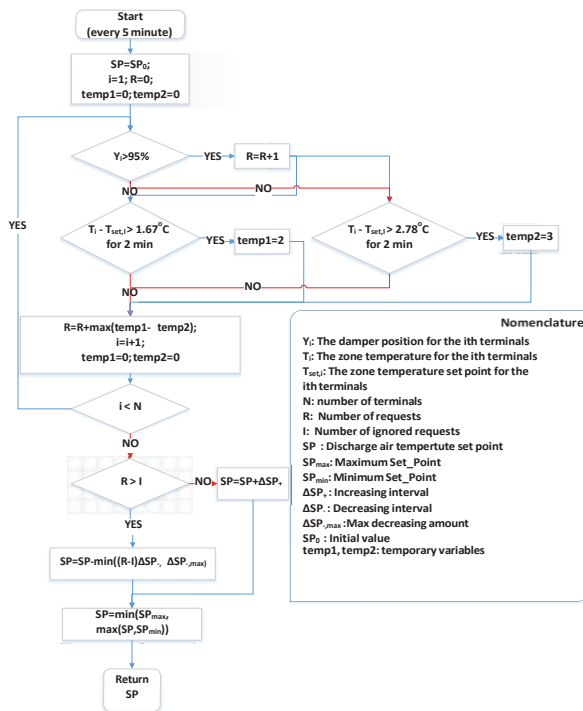 Start
(every 5 minute)
SP=SP₀;
i=1; R=0;
temp1=0; temp2=0
Yᵢ>95%
YES
R=R+1
NO
NO
YES
Tᵢ - Tset,i > 1.67°C
for 2 min
YES
temp1=2
Tᵢ - Tset,i > 2.78°C
for 2 min
YES
temp2=3
NO
NO
R=R+max(temp1- temp2);
i=i+1;
temp1=0; temp2=0
i < N
NO
R > I
NO
SP=SP+ΔSP₊
YES
SP=SP-min((R-I)ΔSP-, ΔSP-,max)
SP=min(SPmax,
max(SP,SPmin))
Return
SP
Nomenclature
Yᵢ: The damper position for the ith terminals
Tᵢ: The zone temperature for the ith terminals
Tset,i: The zone temperature set point for the
ith terminals
N: number of terminals
R: Number of requests
I: Number of ignored requests
SP : Discharge air tempertute set point
SPmax: Maximum Set_Point
SPmin: Minimum Set_Point
ΔSP₊ : Increasing interval
ΔSP- : Decreasing interval
ΔSP-,max: Max decreasing amount
SP₀ : Initial value
temp1, temp2: temporary variables